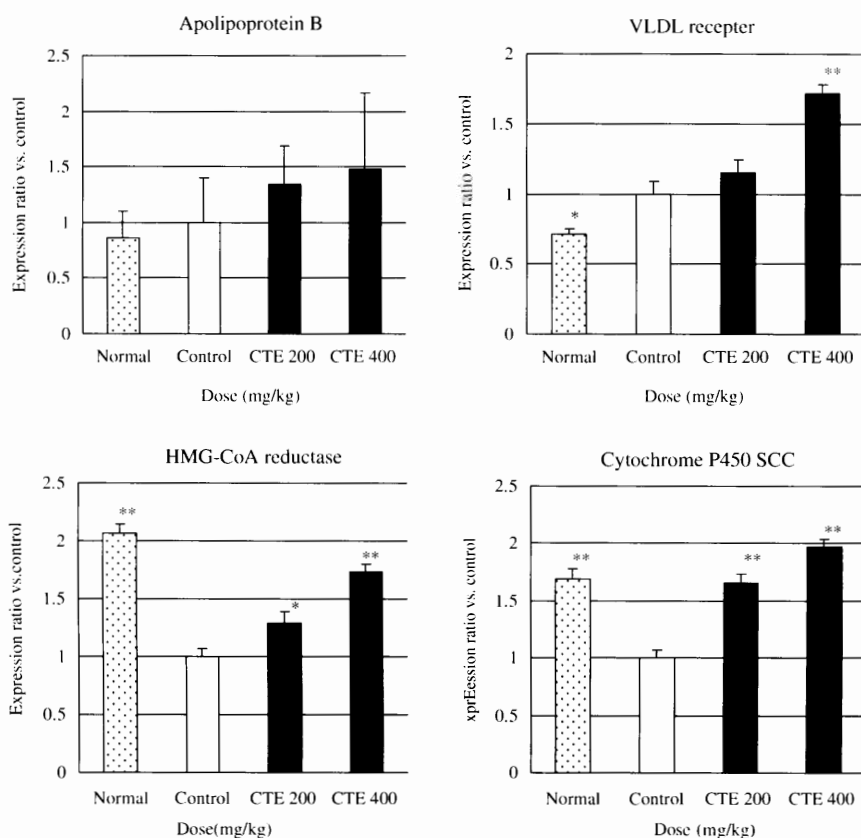 Apolipoprotein B
Expression ratio vs. control
2.5
2
1.5
1
0.5
0
Normal Control CTE 200 CTE 400
Dose (mg/kg)
VLDL recepter
Expression ratio vs. control
2
1.5
1
0.5
0
*
**
Normal Control CTE 200 CTE 400
Dose (mg/kg)
HMG-CoA reductase
Expression ratio vs.control
2.5
2
1.5
1
0.5
0
**
*
**
Normal Control CTE 200 CTE 400
Dose(mg/kg)
Cytochrome P450 SCC
xprEession ratio vs. control
2.5
2
1.5
1
0.5
0
**
**
**
Normal Control CTE 200 CTE 400
Dose (mg/kg)